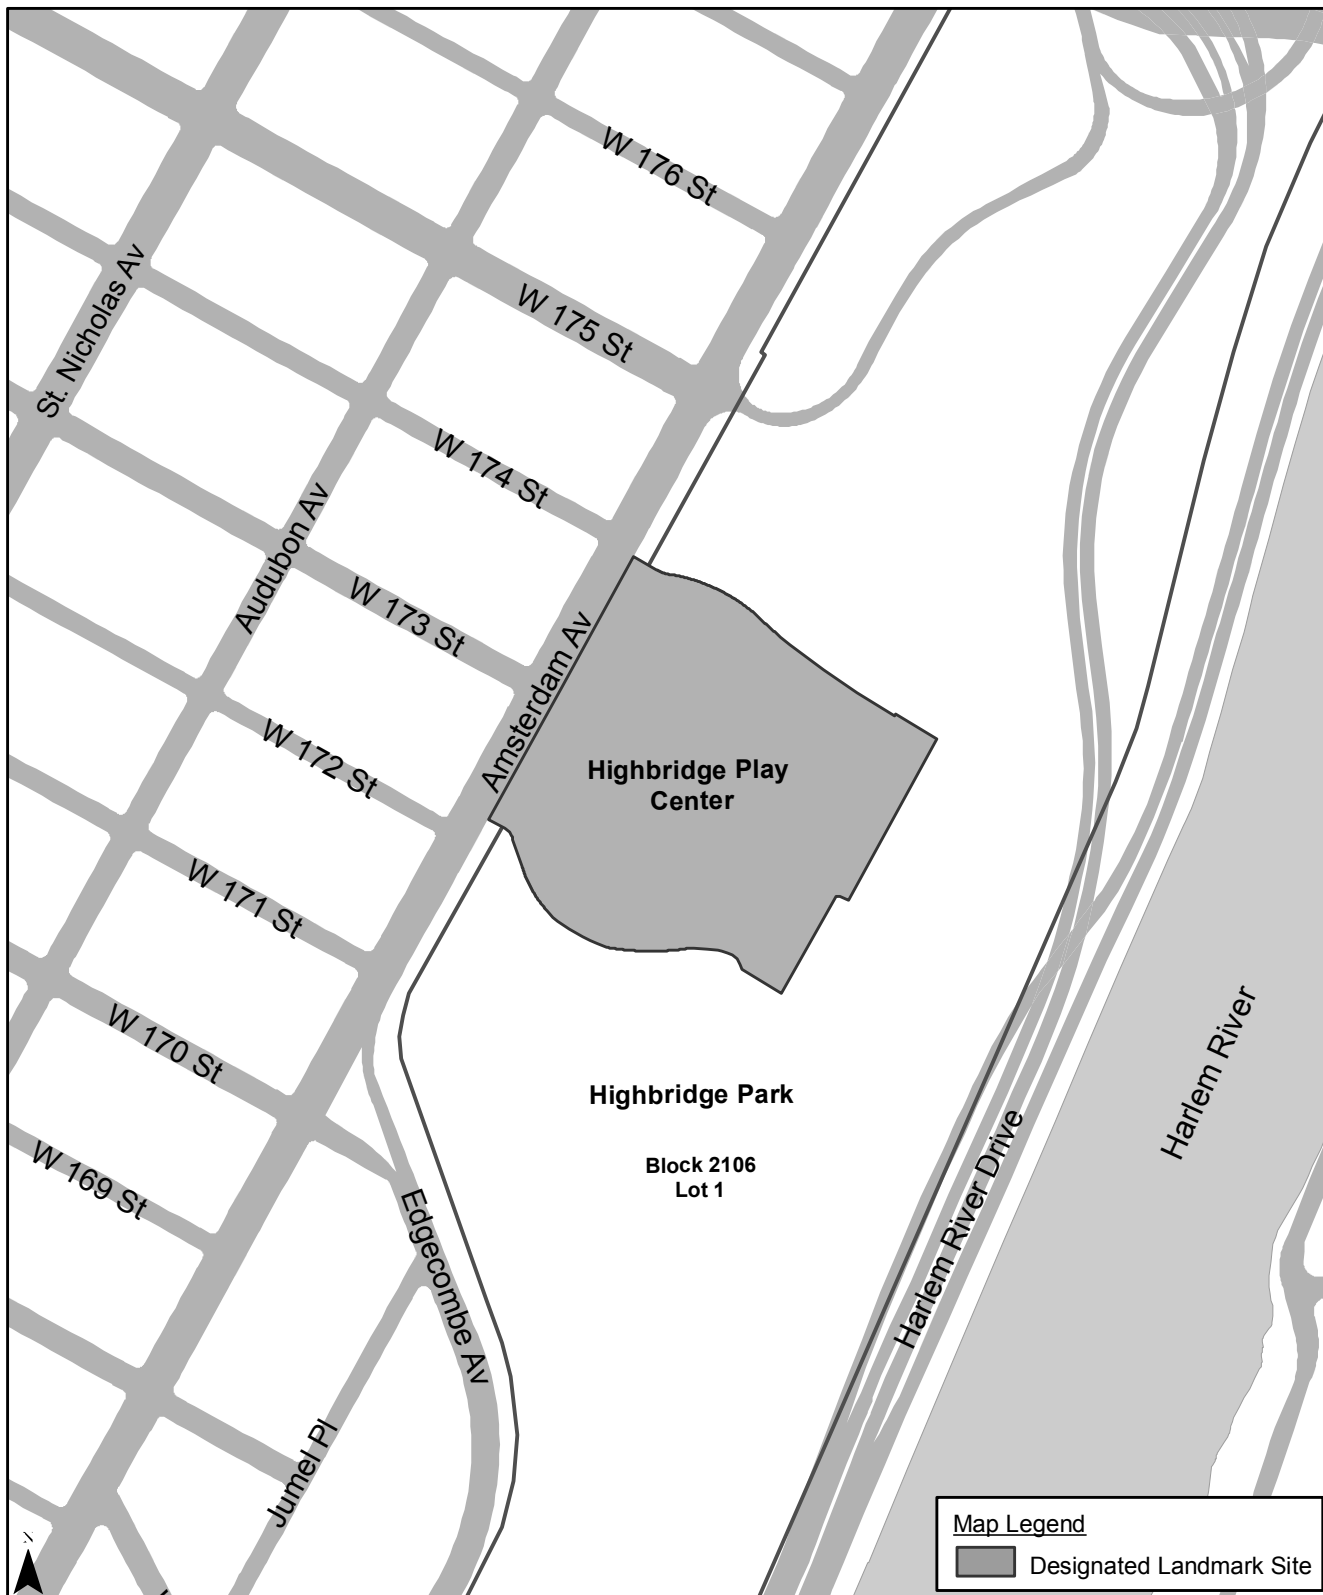 W 176 St
W 175 St
St. Nicholas Av
W 174 St
Audubon Av
W 173 St
Amsterdam Av
W 172 St
Highbridge Play
Center
W 171 St
W 170 St
Highbridge Park
Harlem River
Block 2106
Lot 1
W 169 St
Harlem River Drive
Edgecombe Av
Jumel Pl
Map Legend
Designated Landmark Site
N